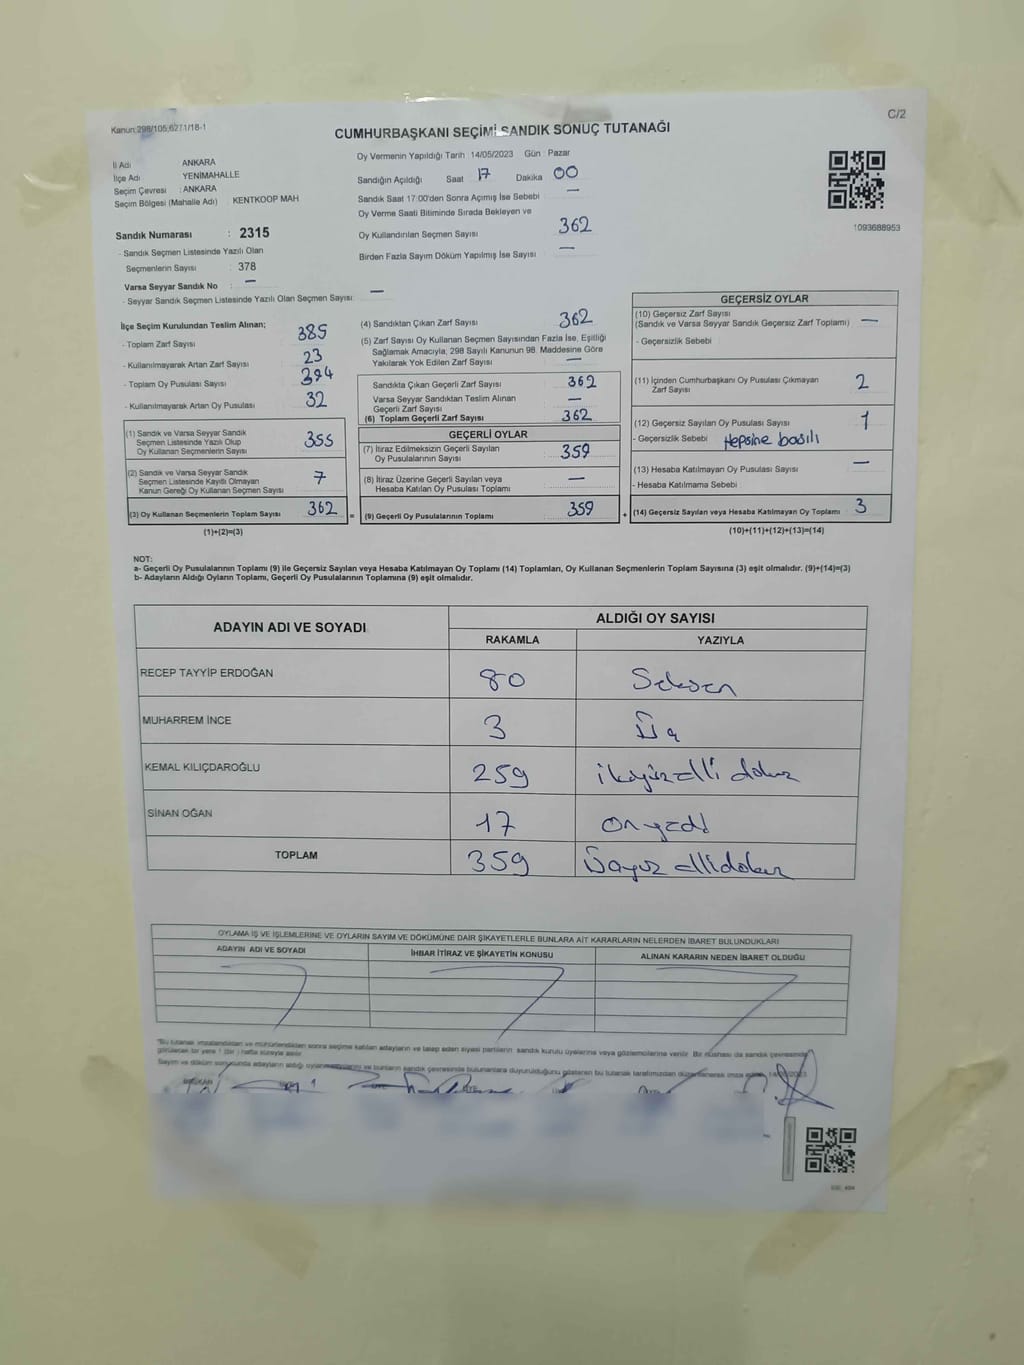 Kanun:298/105;6271/18-1
C/2
CUMHURBAŞKANI SEÇİMİ SANDIK SONUÇ TUTANAĞI
İl Adı ANKARA
İlçe Adı YENİMAHALLE
Seçim Çevresi : ANKARA
Seçim Bölgesi (Mahalle Adı) KENTKOOP MAH
Sandık Numarası : 2315
- Sandık Seçmen Listesinde Yazılı Olan
Seçmenlerin Sayısı : 378
Varsa Seyyar Sandık No : —
- Seyyar Sandık Seçmen Listesinde Yazılı Olan Seçmen Sayısı: —
Oy Vermenin Yapıldığı Tarih : 14/05/2023 Gün : Pazar
Sandığın Açıldığı Saat 17 Dakika 00
Sandık Saat 17:00'den Sonra Açımış İse Sebebi —
Oy Verme Saati Bitiminde Sırada Bekleyen ve
Oy Kullandırılan Seçmen Sayısı 362
Birden Fazla Sayım Döküm Yapılmış İse Sayısı —
1093688953
İlçe Seçim Kurulundan Teslim Alınan;
- Toplam Zarf Sayısı 385
- Kullanılmayarak Artan Zarf Sayısı 23
- Toplam Oy Pusulası Sayısı 394
- Kullanılmayarak Artan Oy Pusulası 32
(1) Sandık ve Varsa Seyyar Sandık
Seçmen Listesinde Yazılı Olup
Oy Kullanan Seçmenlerin Sayısı 355
(2) Sandık ve Varsa Seyyar Sandık
Seçmen Listesinde Kayıtlı Olmayan
Kanun Gereği Oy Kullanan Seçmen Sayısı 7
(3) Oy Kullanan Seçmenlerin Toplam Sayısı 362
(1)+(2)=(3)
(4) Sandıktan Çıkan Zarf Sayısı 362
(5) Zarf Sayısı Oy Kullanan Seçmen Sayısından Fazla İse, Eşitliği
Sağlamak Amacıyla, 298 Sayılı Kanunun 98. Maddesine Göre
Yakılarak Yok Edilen Zarf Sayısı —
Sandıkta Çıkan Geçerli Zarf Sayısı 362
Varsa Seyyar Sandıktan Teslim Alınan
Geçerli Zarf Sayısı —
(6) Toplam Geçerli Zarf Sayısı 362
GEÇERLİ OYLAR
(7) İtiraz Edilmeksizin Geçerli Sayılan
Oy Pusulalarının Sayısı 359
(8) İtiraz Üzerine Geçerli Sayılan veya
Hesaba Katılan Oy Pusulası Toplamı —
= (9) Geçerli Oy Pusulalarının Toplamı 359
GEÇERSİZ OYLAR
(10) Geçersiz Zarf Sayısı
(Sandık ve Varsa Seyyar Sandık Geçersiz Zarf Toplamı) —
- Geçersizlik Sebebi
(11) İçinden Cumhurbaşkanı Oy Pusulası Çıkmayan
Zarf Sayısı 2
(12) Geçersiz Sayılan Oy Pusulası Sayısı 1
- Geçersizlik Sebebi Hepsine basılı
(13) Hesaba Katılmayan Oy Pusulası Sayısı —
- Hesaba Katılmama Sebebi
+ (14) Geçersiz Sayılan veya Hesaba Katılmayan Oy Toplamı 3
(10)+(11)+(12)+(13)=(14)
NOT:
a- Geçerli Oy Pusulalarının Toplamı (9) ile Geçersiz Sayılan veya Hesaba Katılmayan Oy Toplamı (14) Toplamları, Oy Kullanan Seçmenlerin Toplam Sayısına (3) eşit olmalıdır. (9)+(14)=(3)
b- Adayların Aldığı Oyların Toplamı, Geçerli Oy Pusulalarının Toplamına (9) eşit olmalıdır.
ADAYIN ADI VE SOYADI
ALDIĞI OY SAYISI
RAKAMLA YAZIYLA
RECEP TAYYİP ERDOĞAN 80 Seksen
MUHARREM İNCE 3 Üç
KEMAL KILIÇDAROĞLU 259 ikiyüzelli dokuz
SİNAN OĞAN 17 onyedi
TOPLAM 359 Üçyüz ellidokuz
OYLAMA İŞ VE İŞLEMLERİNE VE OYLARIN SAYIM VE DÖKÜMÜNE DAİR ŞİKAYETLERLE BUNLARA AİT KARARLARIN NELERDEN İBARET BULUNDUKLARI
ADAYIN ADI VE SOYADI İHBAR İTİRAZ VE ŞİKAYETİN KONUSU ALINAN KARARIN NEDEN İBARET OLDUĞU
"Bu tutanak imzalandıktan ve mühürlendikten sonra seçime katılan adayların ve talep eden siyasi partilerin sandık kurulu üyelerine veya gözlemcilerine verilir. Bir nüshası da sandık çevresinde
görülecek bir yere 1 (bir) hafta süreyle asılır.
Sayım ve döküm sonucunda adayların aldığı oyların ve bunların sandık çevresinde bulunanlara duyurulduğunu gösteren bu tutanak tarafımızdan düzenlenerek imza
BAŞKAN